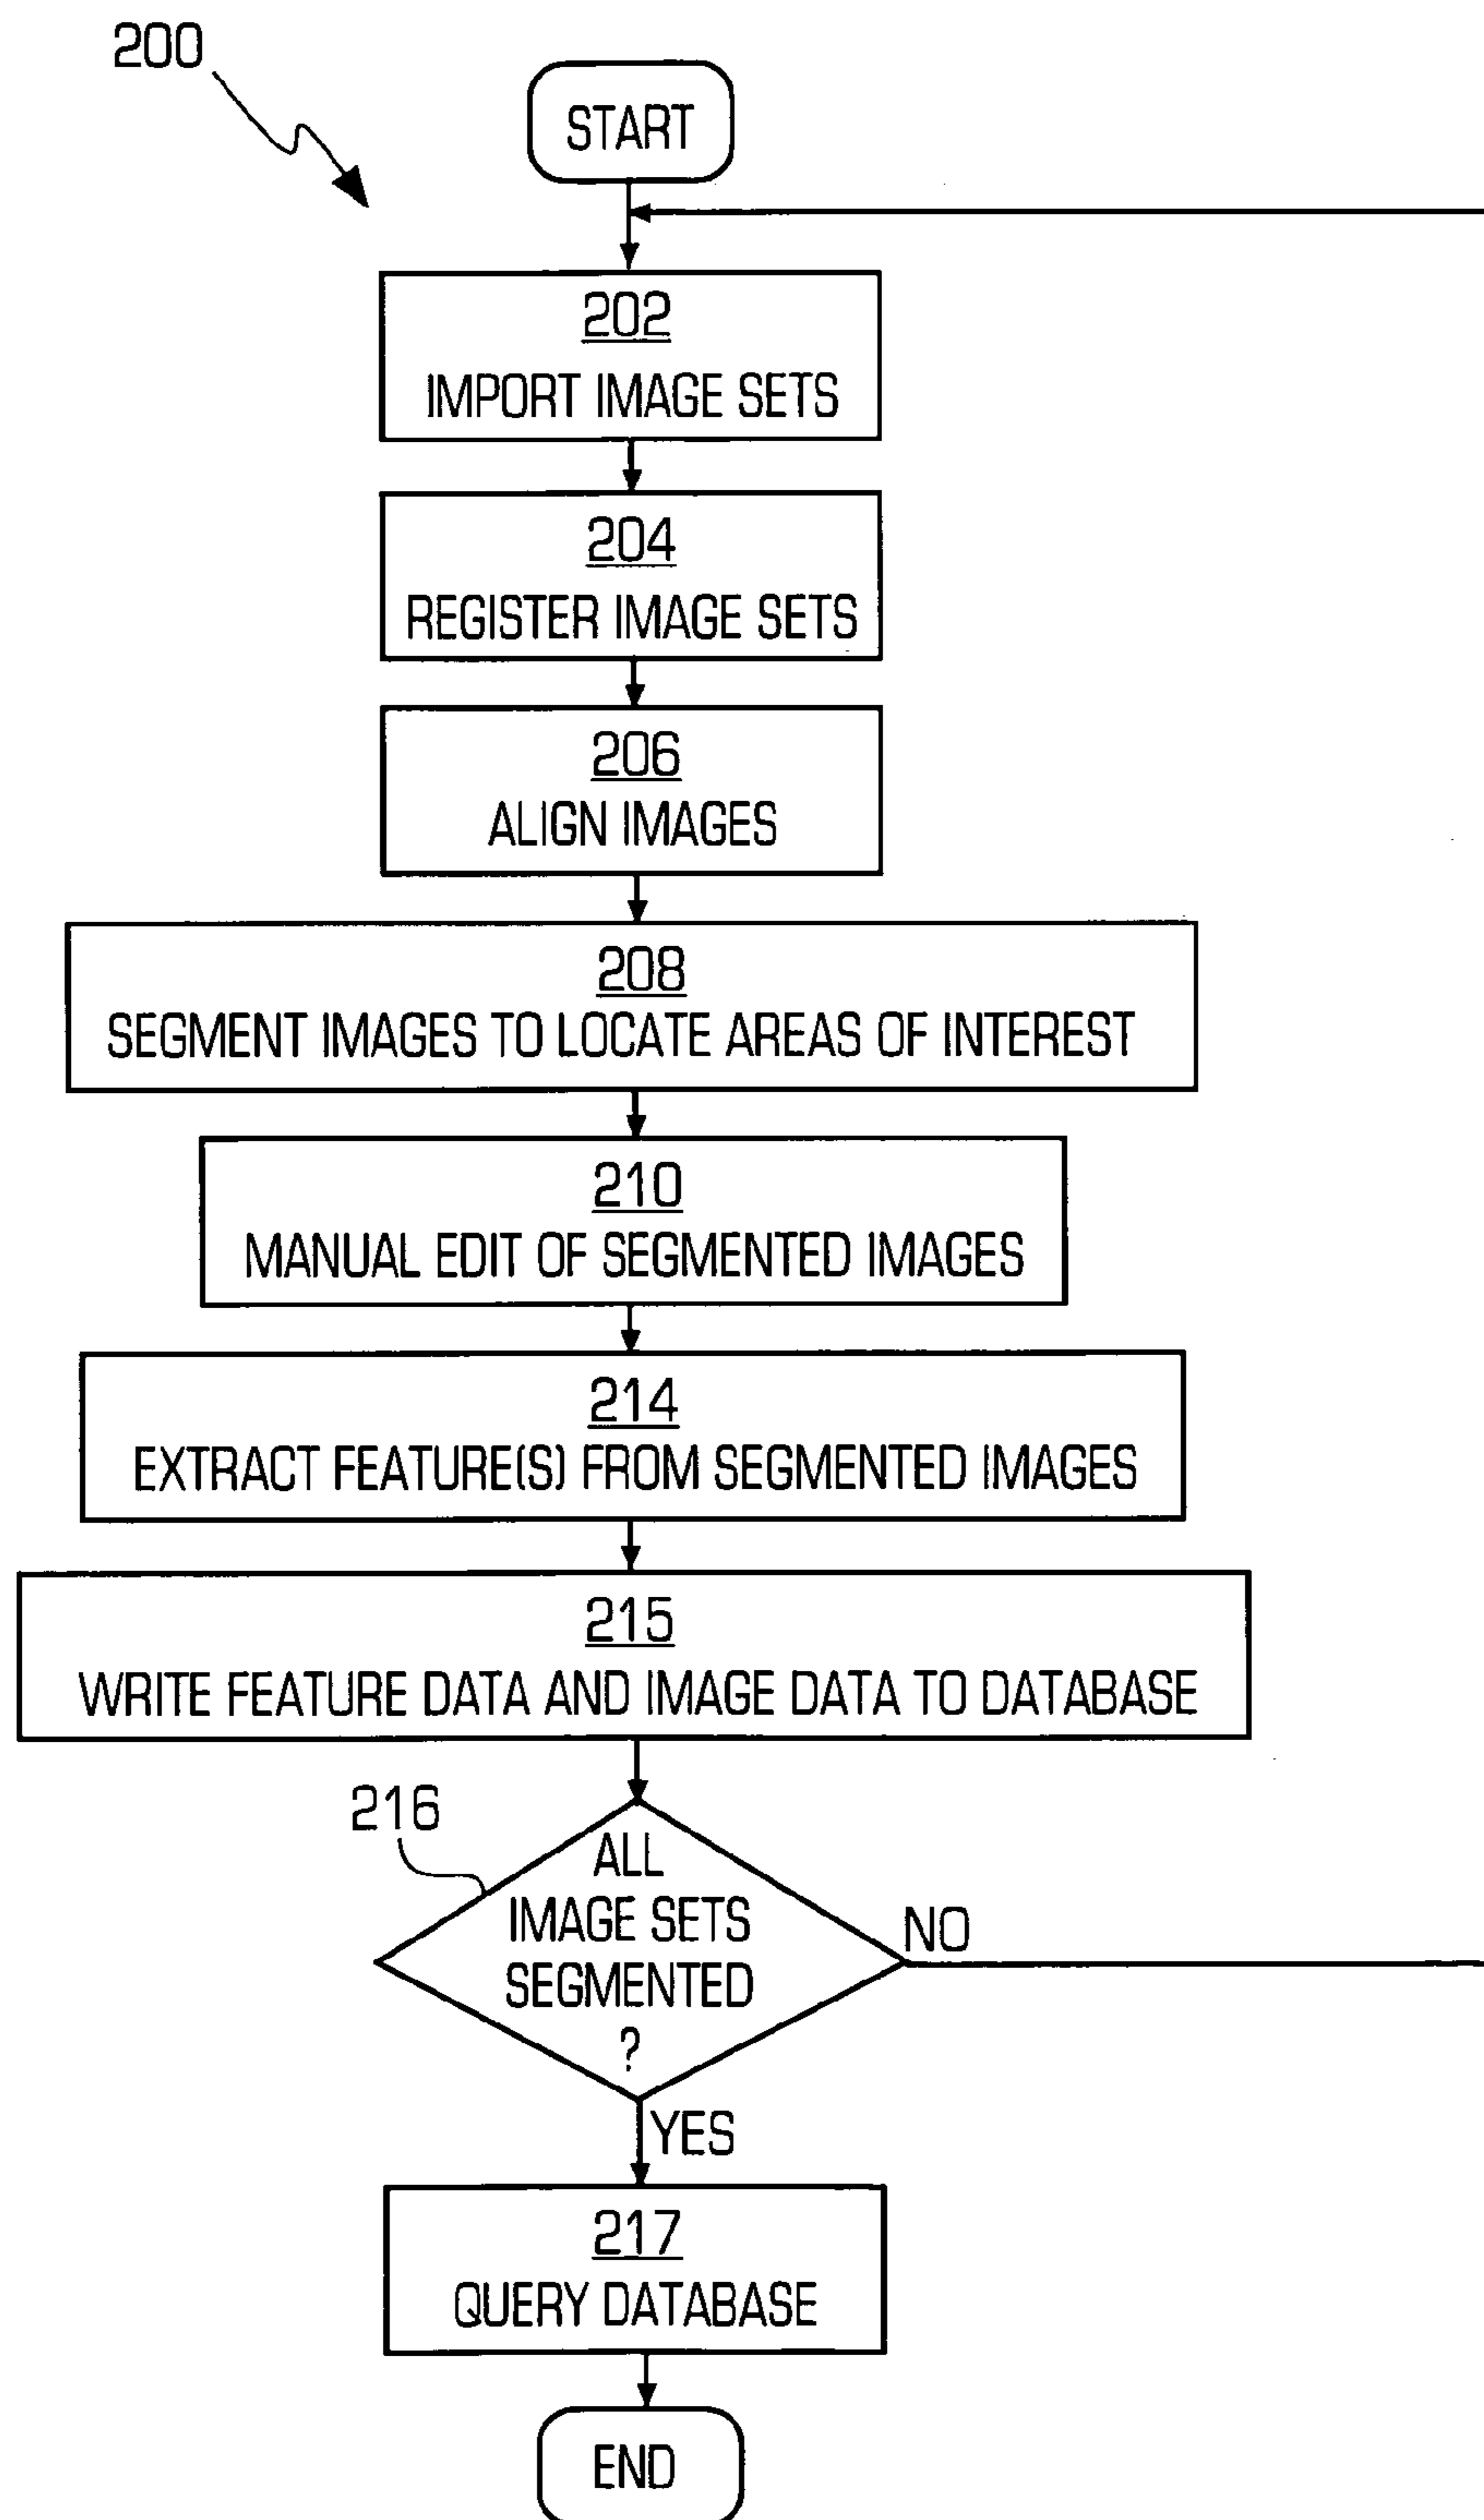 200
START
202
IMPORT IMAGE SETS
204
REGISTER IMAGE SETS
206
ALIGN IMAGES
208
SEGMENT IMAGES TO LOCATE AREAS OF INTEREST
210
MANUAL EDIT OF SEGMENTED IMAGES
214
EXTRACT FEATURE(S) FROM SEGMENTED IMAGES
215
WRITE FEATURE DATA AND IMAGE DATA TO DATABASE
216
ALL
IMAGE SETS
SEGMENTED
?
NO
YES
217
QUERY DATABASE
END